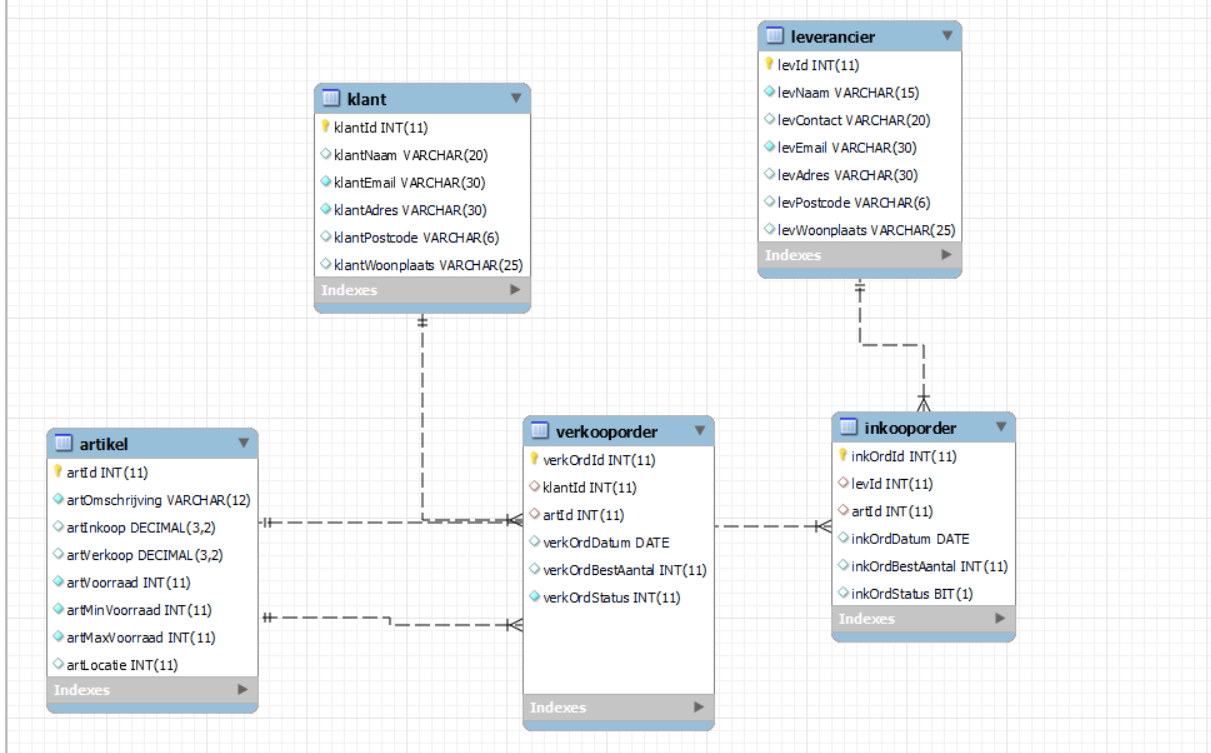 leverancier
levId INT(11)
levNaam VARCHAR(15)
levContact VARCHAR(20)
levEmail VARCHAR(30)
levAdres VARCHAR(30)
levPostcode VARCHAR(6)
levWoonplaats VARCHAR(25)
Indexes
klant
klantId INT(11)
klantNaam VARCHAR(20)
klantEmail VARCHAR(30)
klantAdres VARCHAR(30)
klantPostcode VARCHAR(6)
klantWoonplaats VARCHAR(25)
Indexes
artikel
artId INT(11)
artOmschrijving VARCHAR(12)
artInkoop DECIMAL(3,2)
artVerkoop DECIMAL(3,2)
artVoorraad INT(11)
artMinVoorraad INT(11)
artMaxVoorraad INT(11)
artLocatie INT(11)
Indexes
verkooporder
verkOrdId INT(11)
klantId INT(11)
artId INT(11)
verkOrdDatum DATE
verkOrdBestAantal INT(11)
verkOrdStatus INT(11)
Indexes
inkooporder
inkOrdId INT(11)
levId INT(11)
artId INT(11)
inkOrdDatum DATE
inkOrdBestAantal INT(11)
inkOrdStatus BIT(1)
Indexes